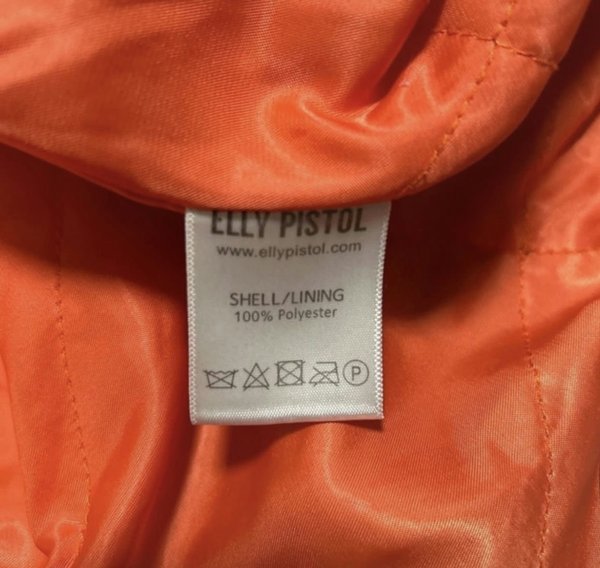 ELLY PISTOL
www.ellypistol.com
SHELL/LINING
100% Polyester
P